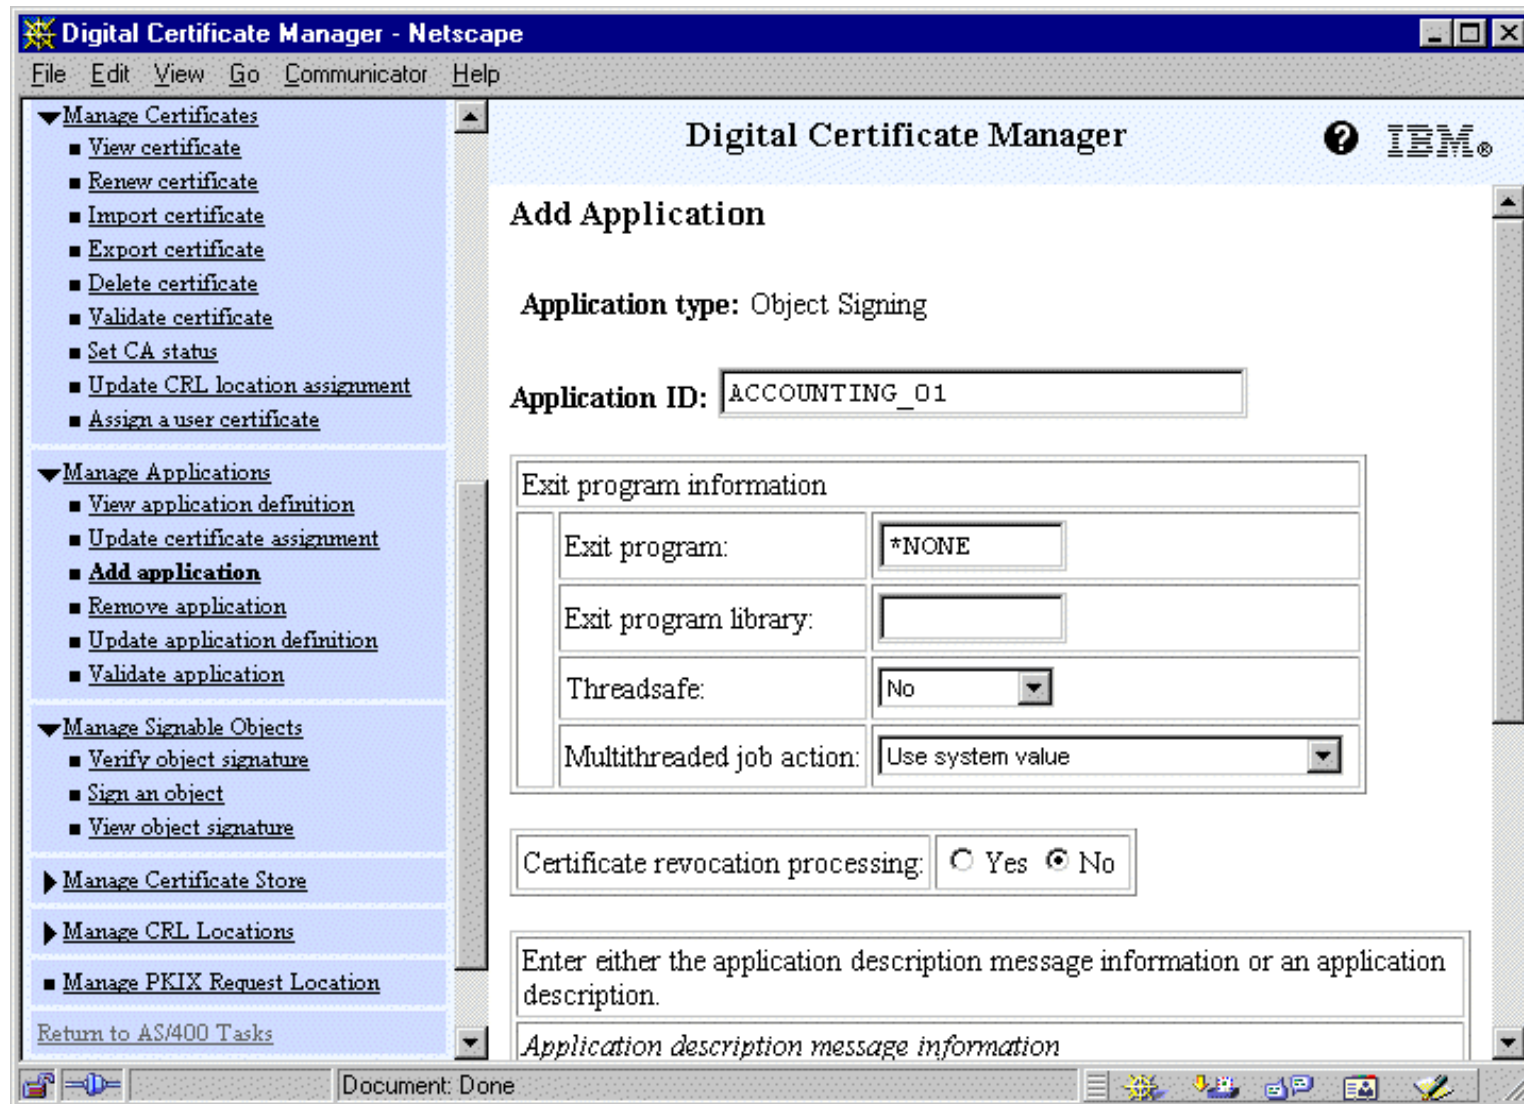 Digital Certificate Manager - Netscape
File Edit View Go Communicator Help
Manage Certificates
View certificate
Renew certificate
Import certificate
Export certificate
Delete certificate
Validate certificate
Set CA status
Update CRL location assignment
Assign a user certificate
Manage Applications
View application definition
Update certificate assignment
Add application
Remove application
Update application definition
Validate application
Manage Signable Objects
Verify object signature
Sign an object
View object signature
Manage Certificate Store
Manage CRL Locations
Manage PKIX Request Location
Return to AS/400 Tasks
Digital Certificate Manager
? IBM®
Add Application
Application type: Object Signing
Application ID: ACCOUNTING_01
Exit program information
Exit program: *NONE
Exit program library:
Threadsafe: No
Multithreaded job action: Use system value
Certificate revocation processing: Yes No
Enter either the application description message information or an application
description.
Application description message information
Document: Done